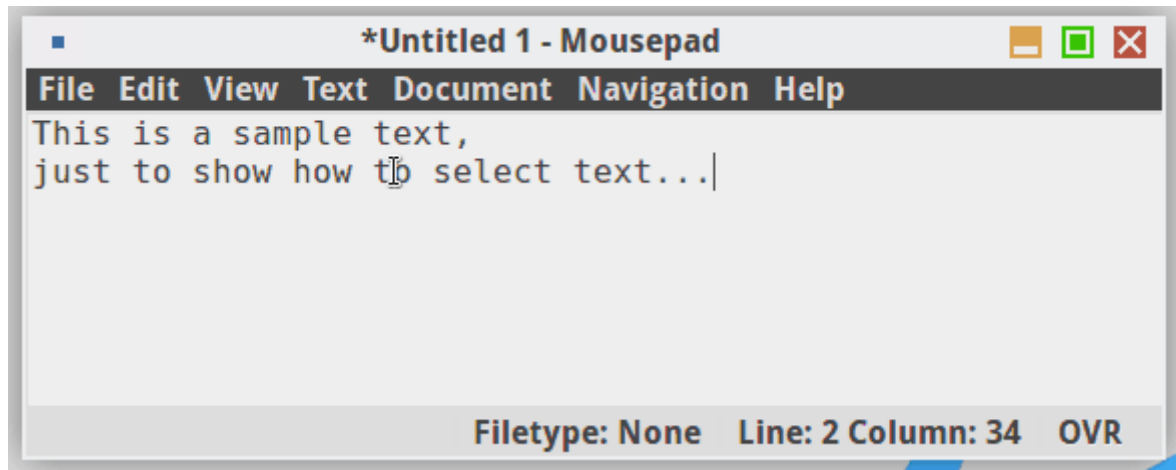 *Untitled 1 - Mousepad
File Edit View Text Document Navigation Help
This is a sample text,
just to show how to select text...
Filetype: None Line: 2 Column: 34 OVR